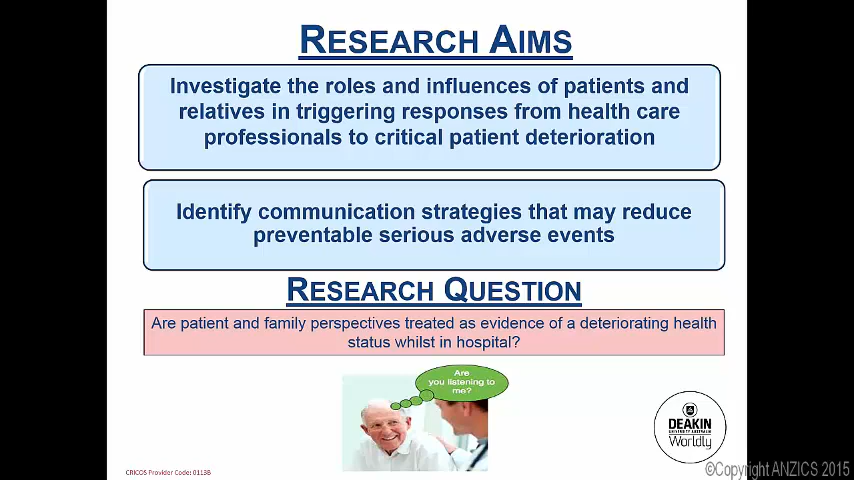 RESEARCH AIMS
Investigate the roles and influences of patients and
relatives in triggering responses from health care
professionals to critical patient deterioration
Identify communication strategies that may reduce
preventable serious adverse events
RESEARCH QUESTION
Are patient and family perspectives treated as evidence of a deteriorating health
status whilst in hospital?
Are
you listening to
me?
DEAKIN
UNIVERSITY AUSTRALIA
Worldly
CRICOS Provider Code: 0113B
©Copyright ANZICS 2015